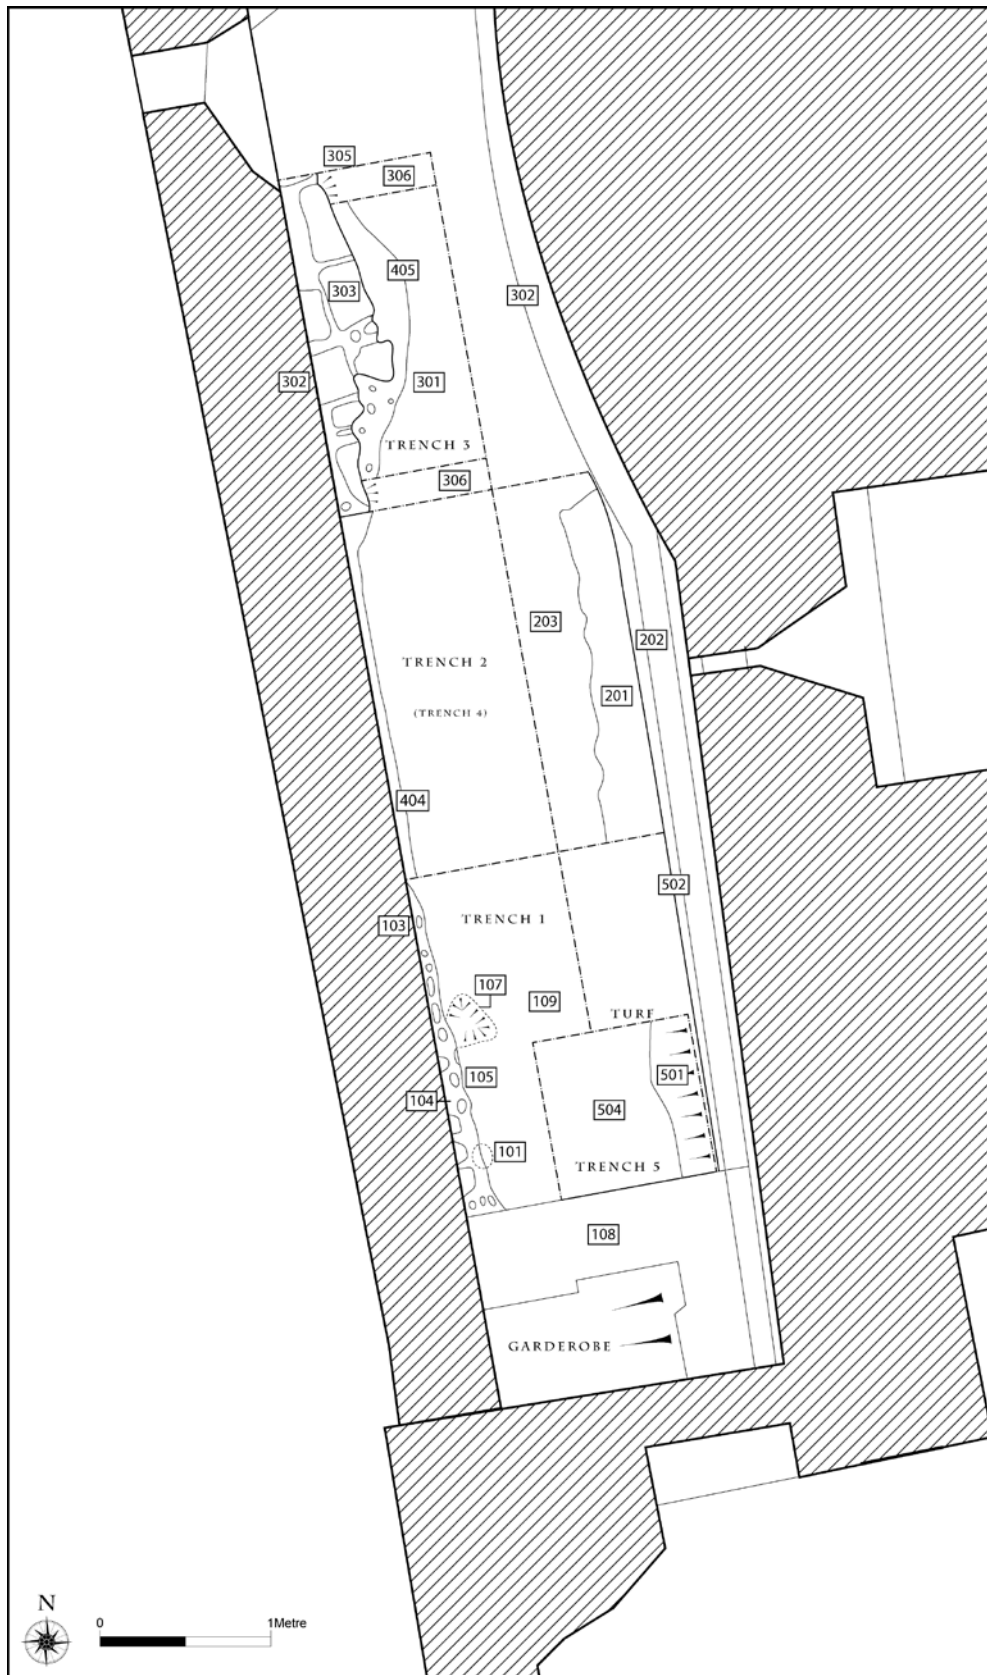 305
306
405
303
302
302
301
TRENCH 3
306
203
202
TRENCH 2
201
(TRENCH 4)
404
502
103
TRENCH 1
107
109
TURF
105
501
104
504
101
TRENCH 5
108
GARDEROBE
N
0 1Metre